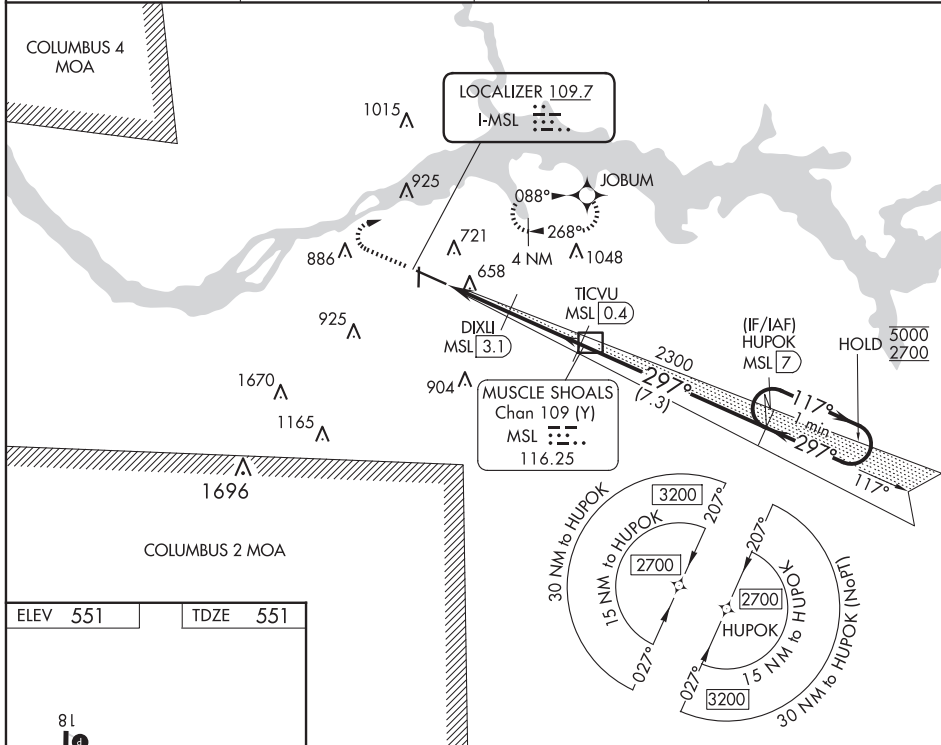 COLUMBUS 4
MOA
LOCALIZER 109.7
I-MSL
1015
925
JOBUM
088°
268°
4 NM
721
886
1048
658
TICVU
MSL 0.4
DIXLI
MSL 3.1
(IF/IAF)
HUPOK
MSL 7
HOLD
5000
2700
925
2300
297°
(7.3)
117°
1 min
297°
117°
904
1670
1165
MUSCLE SHOALS
Chan 109 (Y)
MSL
116.25
1696
COLUMBUS 2 MOA
30 NM to HUPOK
3200
207°
15 NM to HUPOK
2700
027°
207°
2700
HUPOK
15 NM to HUPOK
027°
3200
30 NM to HUPOK (NoPT)
ELEV 551
TDZE 551
18
P